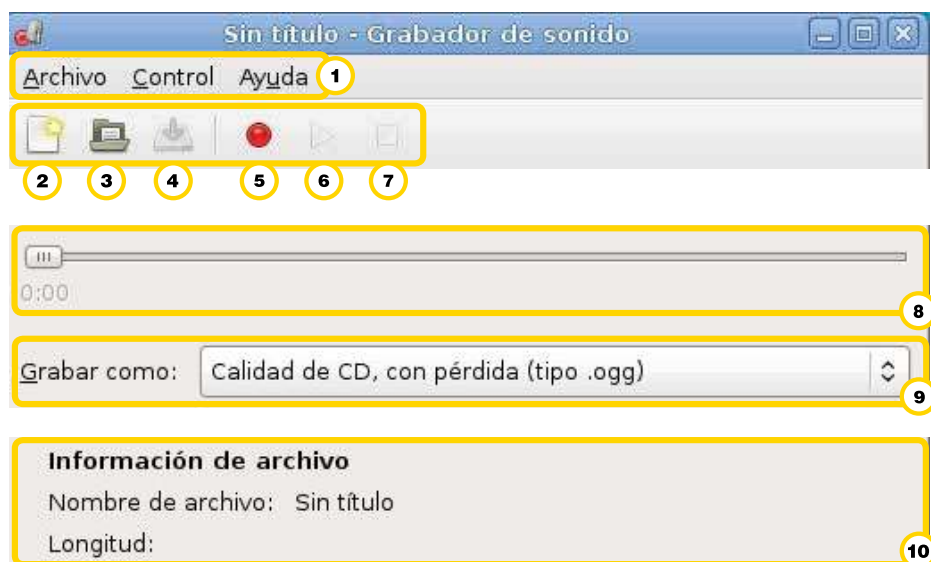 Sin título - Grabador de sonido
Archivo Control Ayuda 1
2 3 4 5 6 7
0:00
8
Grabar como: Calidad de CD, con pérdida (tipo .ogg)
9
Información de archivo
Nombre de archivo: Sin título
Longitud:
10